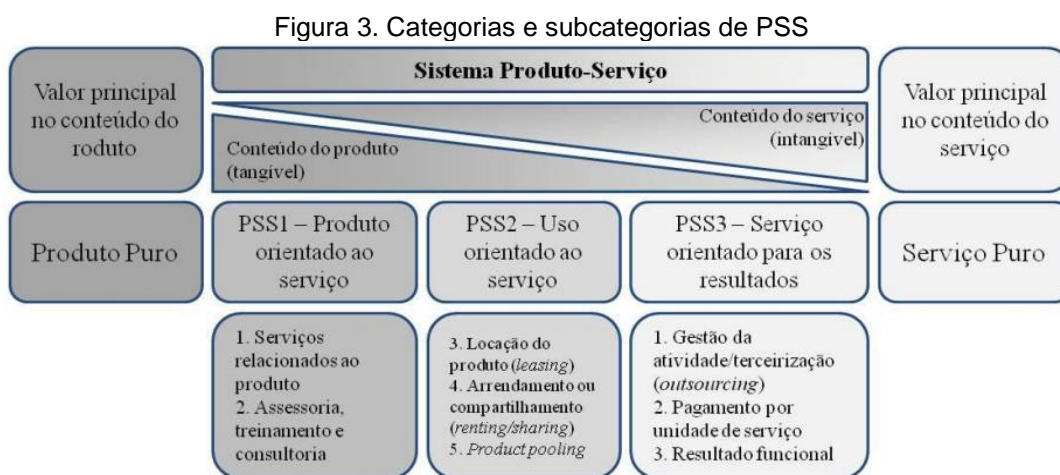 Figura 3. Categorias e subcategorias de PSS
Valor principal
no conteúdo do
roduto
Sistema Produto-Serviço
Conteúdo do serviço
(intangível)
Conteúdo do produto
(tangível)
Valor principal
no conteúdo do
serviço
Produto Puro
PSS1 – Produto
orientado ao
serviço
PSS2 – Uso
orientado ao
serviço
PSS3 – Serviço
orientado para os
resultados
Serviço Puro
1. Serviços
relacionados ao
produto
2. Assessoria,
treinamento e
consultoria
3. Locação do
produto (leasing)
4. Arrendamento ou
compartilhamento
(renting/sharing)
5. Product pooling
1. Gestão da
atividade/terceirização
(outsourcing)
2. Pagamento por
unidade de serviço
3. Resultado funcional